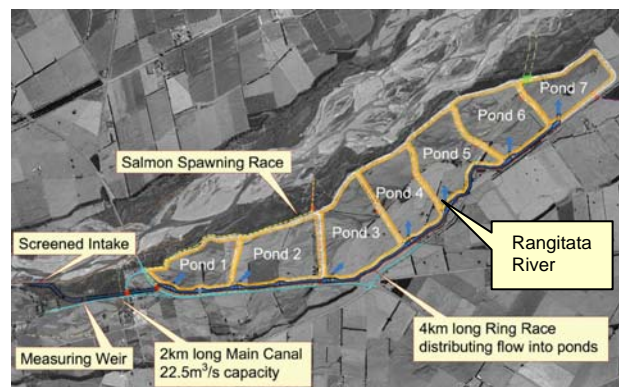 Pond 7
Pond 6
Pond 5
Salmon Spawning Race
Pond 4
Rangitata
River
Screened Intake
Pond 1
Pond 2
Pond 3
Measuring Weir
2km long Main Canal
22.5m³/s capacity
4km long Ring Race
distributing flow into ponds